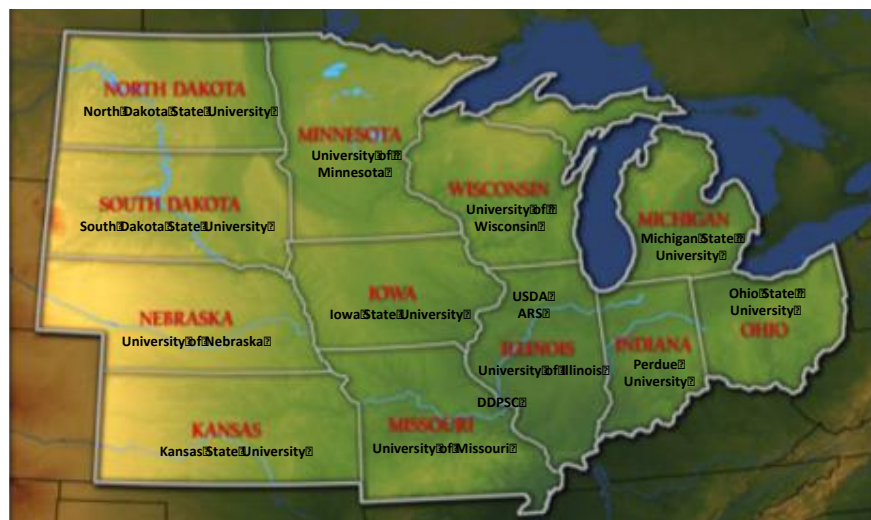 NORTH DAKOTA
North Dakota State University
MINNESOTA
University of
Minnesota
SOUTH DAKOTA
South Dakota State University
WISCONSIN
University of
Wisconsin
MICHIGAN
Michigan State
University
NEBRASKA
University of Nebraska
IOWA
Iowa State University
USDA
ARS
ILLINOIS
University of Illinois
INDIANA
Perdue
University
Ohio State
University
OHIO
KANSAS
Kansas State University
DDPSC
MISSOURI
University of Missouri